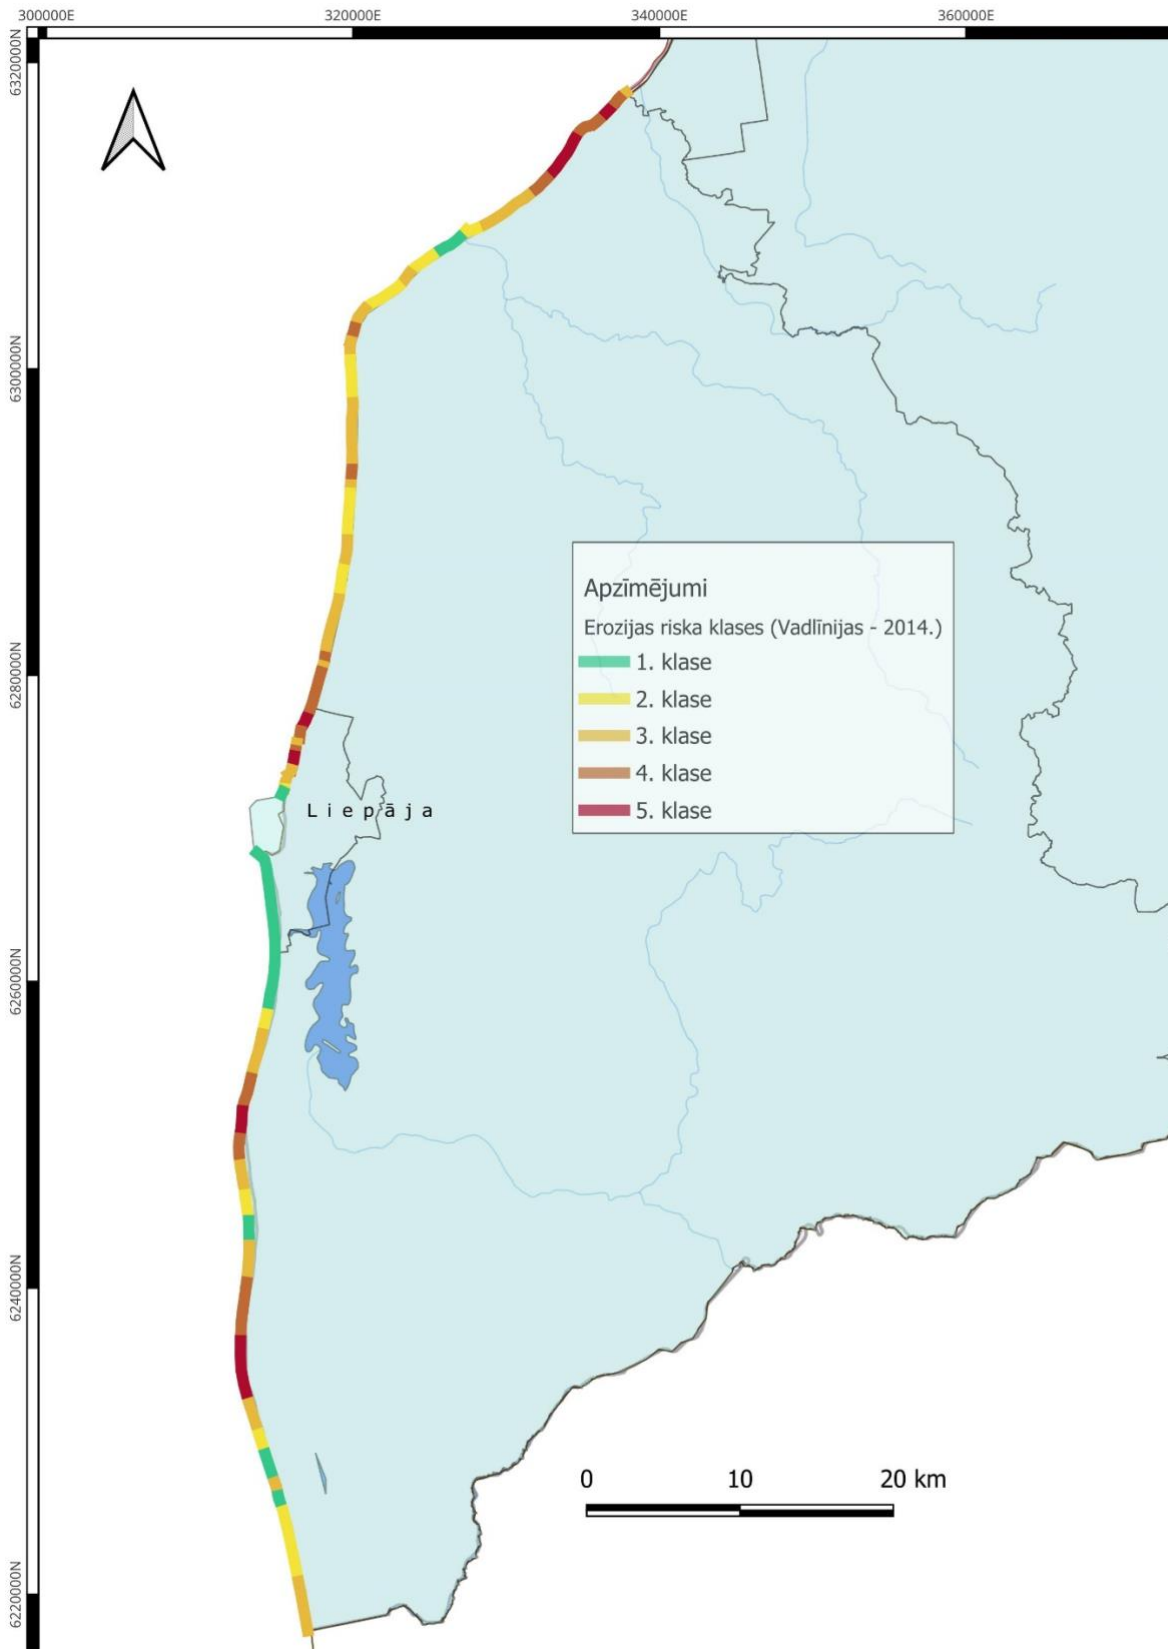 300000E 320000E 340000E 360000E
6320000N
6300000N
6280000N
6260000N
6240000N
6220000N
Apzīmējumi
Erozijas riska klases (Vadlīnijas - 2014.)
1. klase
2. klase
3. klase
4. klase
5. klase
Liepāja
0 10 20 km